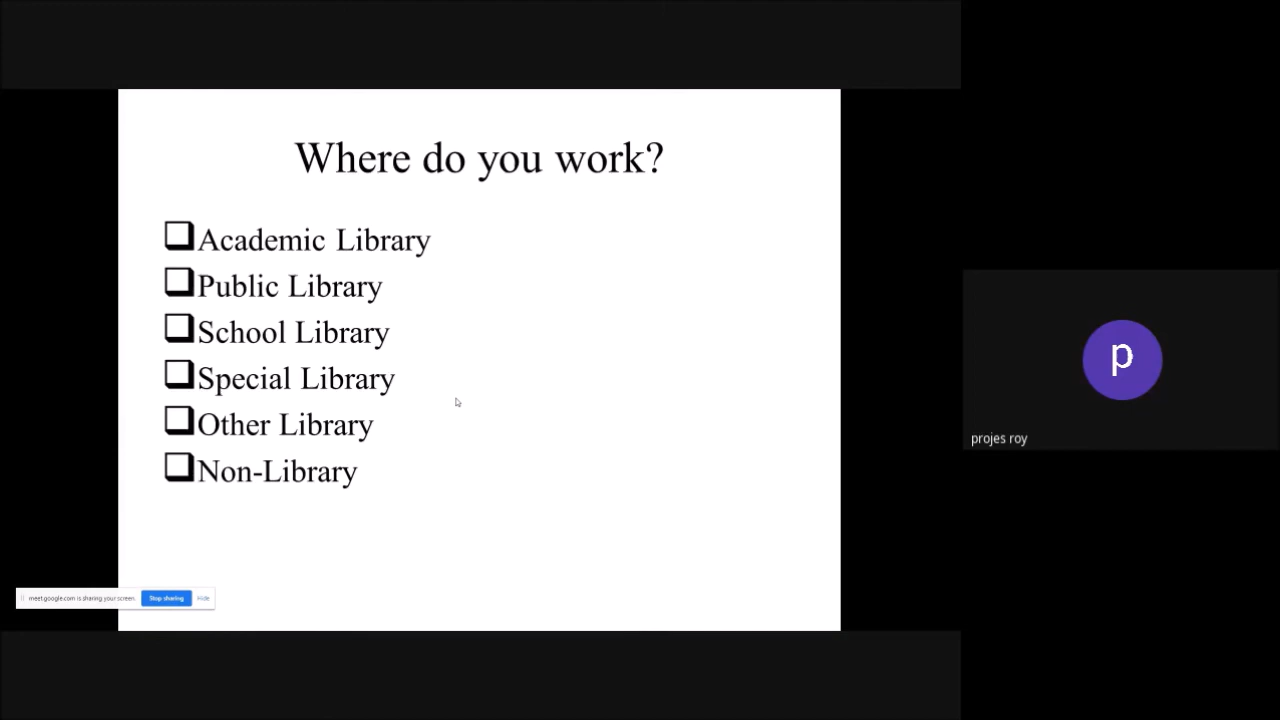 Where do you work?
Academic Library
Public Library
School Library
Special Library
Other Library
Non-Library
meet.google.com is sharing your screen.
Stop sharing
Hide
p
projes roy